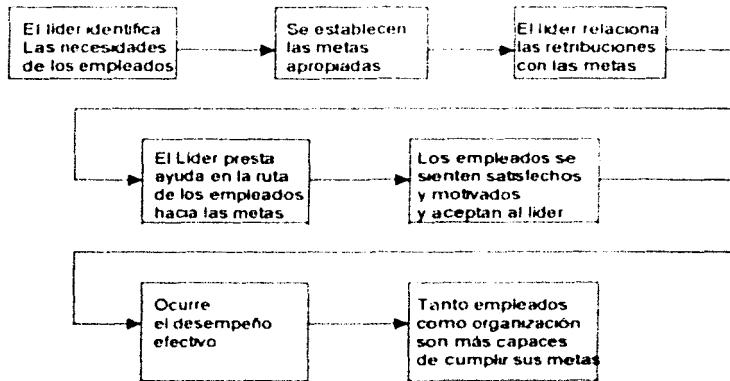 El líder identifica
Las necesidades
de los empleados
Se establecen
las metas
apropiadas
El líder relaciona
las retribuciones
con las metas
El Líder presta
ayuda en la ruta
de los empleados
hacia las metas
Los empleados se
sienten satisfechos
y motivados
y aceptan al líder
Ocurre
el desempeño
efectivo
Tanto empleados
como organización
son más capaces
de cumplir sus metas